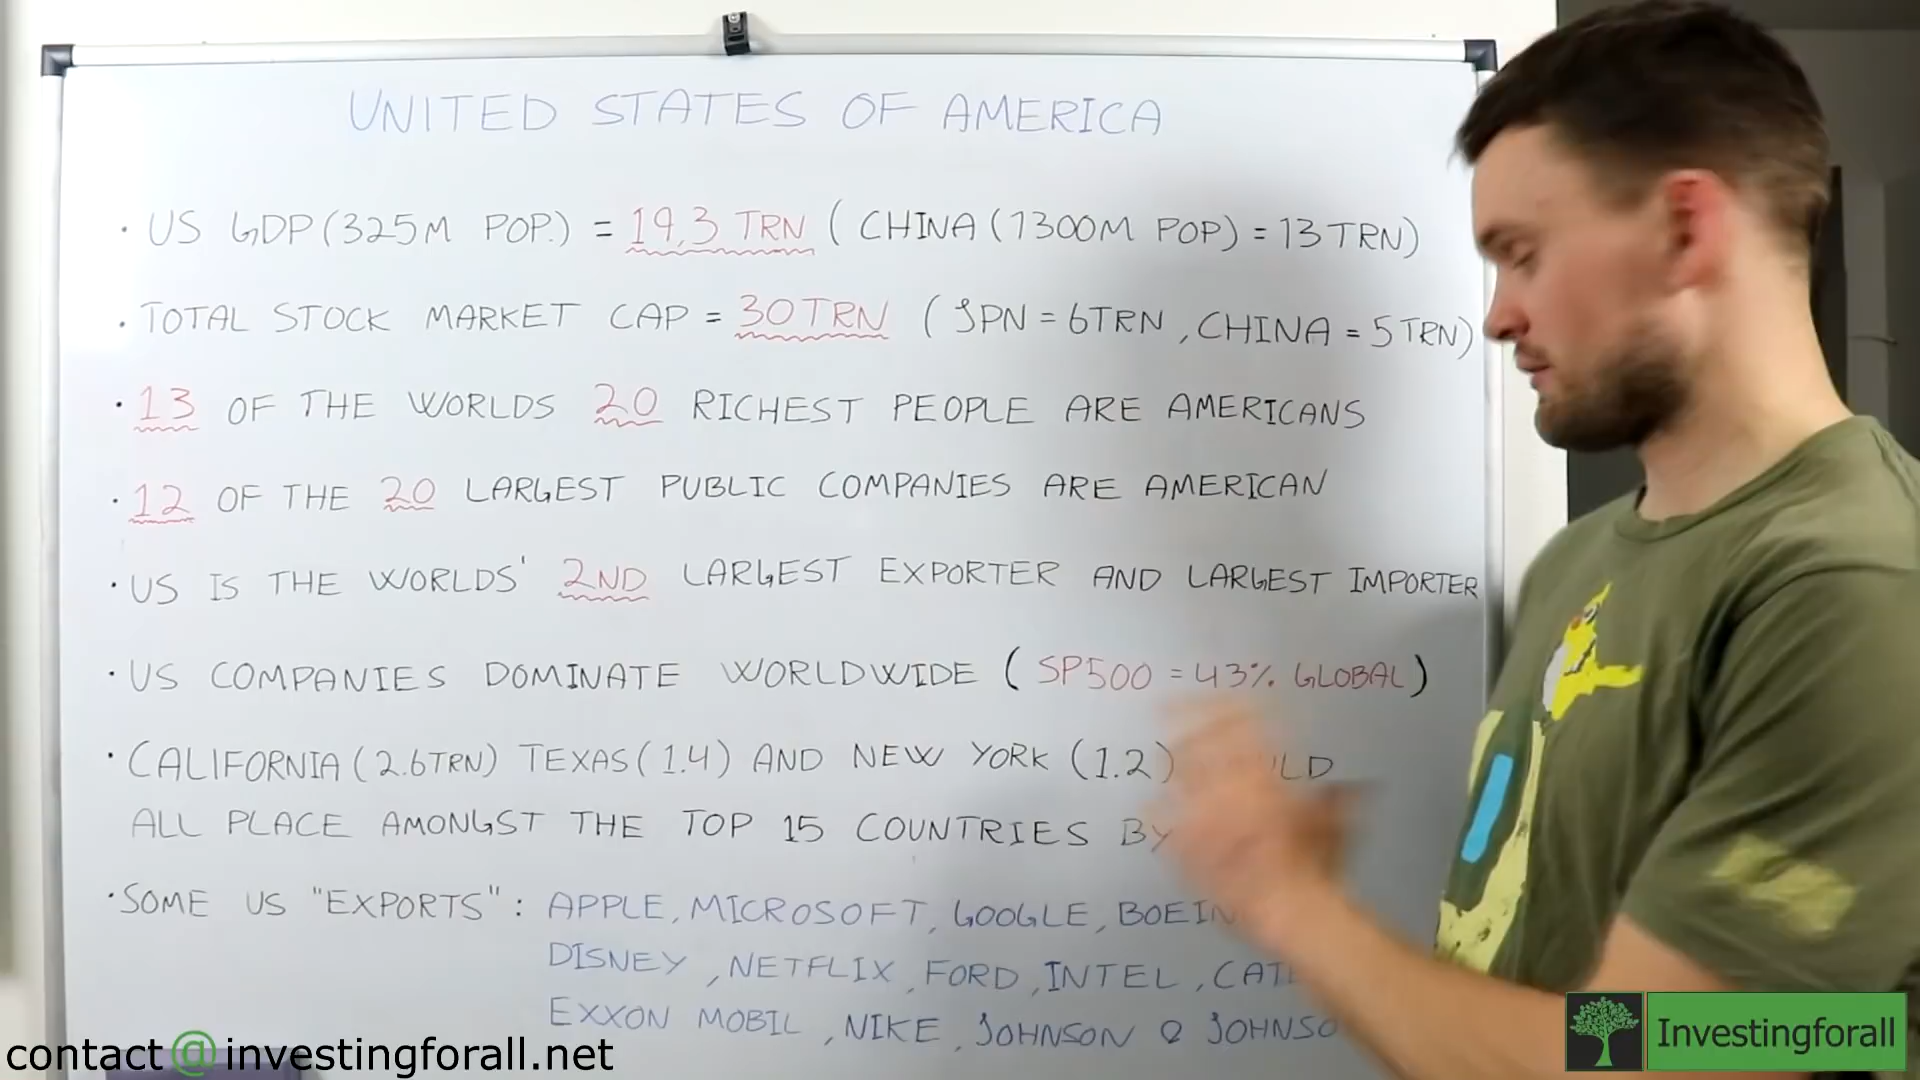 UNITED STATES OF AMERICA
• US GDP (325M POP.) = 19,3 TRN ( CHINA (1300M POP) = 13 TRN)
• TOTAL STOCK MARKET CAP = 30 TRN ( JPN = 6TRN , CHINA = 5 TRN)
• 13 OF THE WORLDS 20 RICHEST PEOPLE ARE AMERICANS
• 12 OF THE 20 LARGEST PUBLIC COMPANIES ARE AMERICAN
• US IS THE WORLDS' 2ND LARGEST EXPORTER AND LARGEST IMPORTER
• US COMPANIES DOMINATE WORLDWIDE ( SP500 = 43% GLOBAL )
• CALIFORNIA (2.6TRN) TEXAS (1.4) AND NEW YORK (1.2)
ALL PLACE AMONGST THE TOP 15 COUNTRIES BY
• SOME US "EXPORTS" : APPLE, MICROSOFT, GOOGLE,
DISNEY , NETFLIX , FORD , INTEL ,
EXXON MOBIL , NIKE , JOHNSON &
contact@investingforall.net
Investingforall